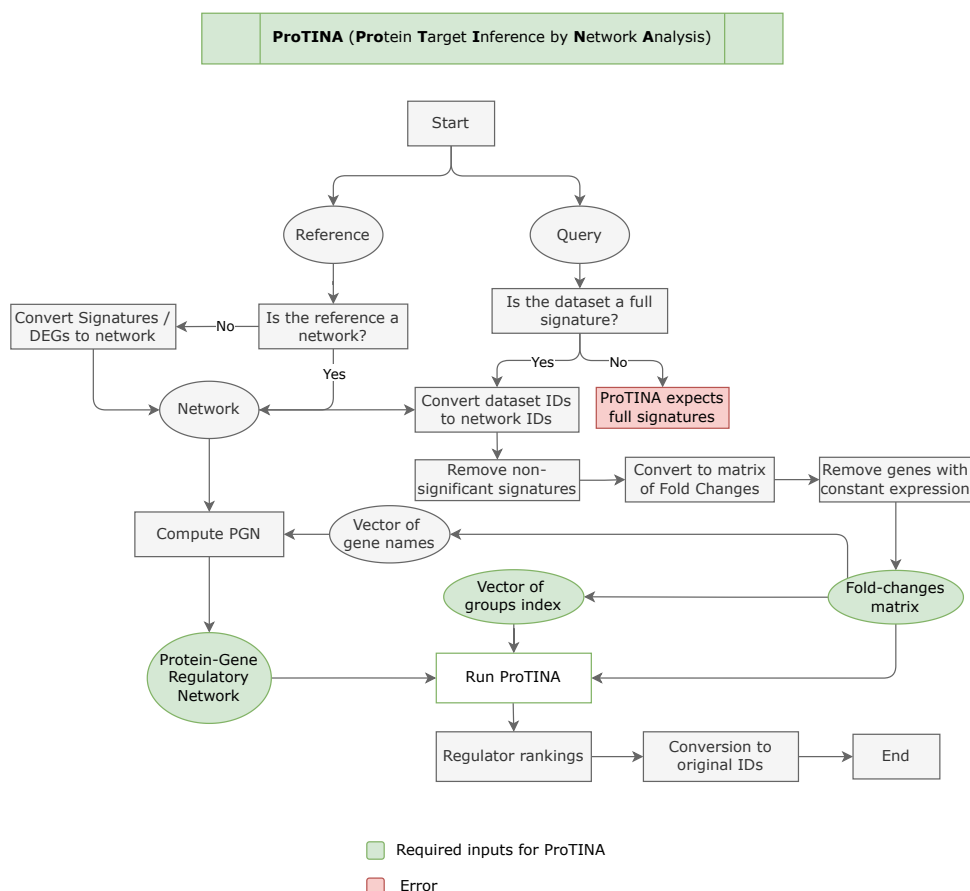 ProTINA (Protein Target Inference by Network Analysis)
Start
Reference
Query
Is the dataset a full
signature?
Convert Signatures /
DEGs to network
No
Is the reference a
network?
Yes
Yes
No
Network
Convert dataset IDs
to network IDs
ProTINA expects
full signatures
Remove non-
significant signatures
Convert to matrix
of Fold Changes
Remove genes with
constant expression
Compute PGN
Vector of
gene names
Vector of
groups index
Fold-changes
matrix
Protein-Gene
Regulatory
Network
Run ProTINA
Regulator rankings
Conversion to
original IDs
End
Required inputs for ProTINA
Error